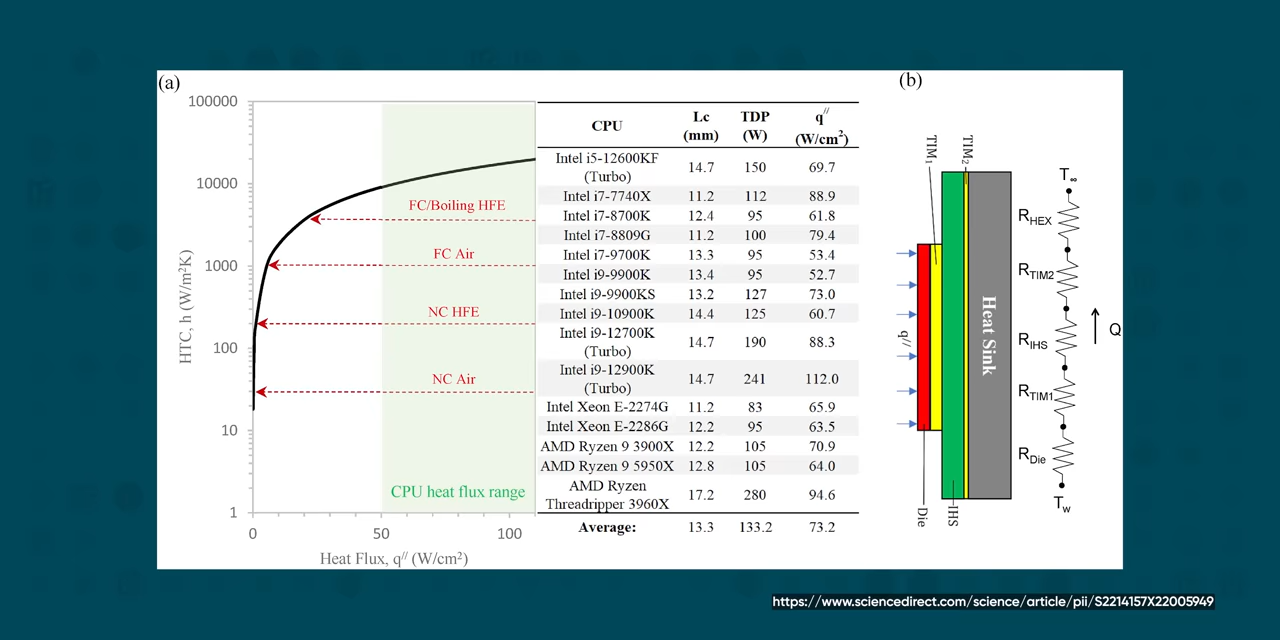 (a)
HTC, h (W/m²K)
100000
10000
1000
100
10
1
FC/Boiling HFE
FC Air
NC HFE
NC Air
CPU heat flux range
0 50 100
Heat Flux, q// (W/cm²)
CPU Lc (mm) TDP (W) q// (W/cm²)
Intel i5-12600KF (Turbo) 14.7 150 69.7
Intel i7-7740X 11.2 112 88.9
Intel i7-8700K 12.4 95 61.8
Intel i7-8809G 11.2 100 79.4
Intel i7-9700K 13.3 95 53.4
Intel i9-9900K 13.4 95 52.7
Intel i9-9900KS 13.2 127 73.0
Intel i9-10900K 14.4 125 60.7
Intel i9-12700K (Turbo) 14.7 190 88.3
Intel i9-12900K (Turbo) 14.7 241 112.0
Intel Xeon E-2274G 11.2 83 65.9
Intel Xeon E-2286G 12.2 95 63.5
AMD Ryzen 9 3900X 12.2 105 70.9
AMD Ryzen 9 5950X 12.8 105 64.0
AMD Ryzen Threadripper 3960X 17.2 280 94.6
Average: 13.3 133.2 73.2
(b)
TIM₁
TIM₂
q//
Heat Sink
Die
IHS
T∞
R_HEX
R_TIM2
R_IHS
R_TIM1
R_Die
T_w
Q
https://www.sciencedirect.com/science/article/pii/S2214157X22005949